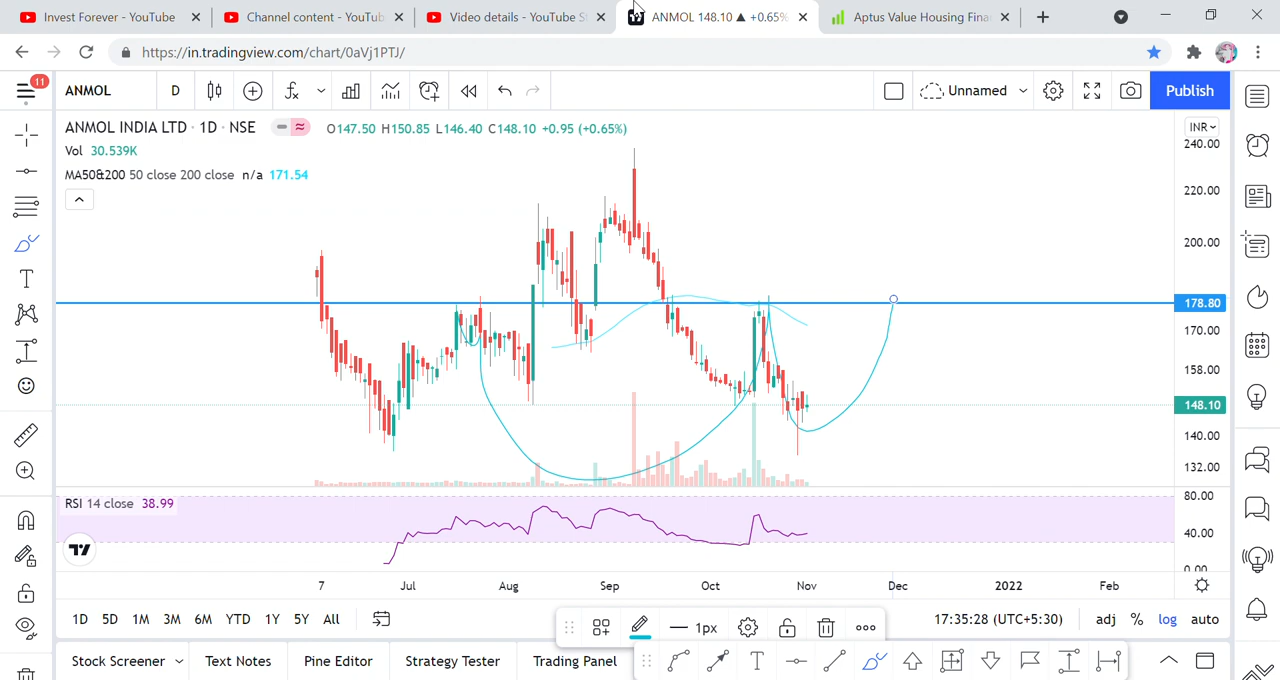 Invest Forever - YouTube
Channel content - YouTub
Video details - YouTube S
ANMOL 148.10 ▲ +0.65%
Aptus Value Housing Fina
https://in.tradingview.com/chart/0aVj1PTJ/
11
ANMOL
D
Unnamed
Publish
ANMOL INDIA LTD · 1D · NSE
O147.50 H150.85 L146.40 C148.10 +0.95 (+0.65%)
INR
Vol 30.539K
MA50&200 50 close 200 close n/a 171.54
240.00
220.00
200.00
178.80
170.00
158.00
148.10
140.00
132.00
RSI 14 close 38.99
80.00
40.00
0.00
7
Jul
Aug
Sep
Oct
Nov
Dec
2022
Feb
1D 5D 1M 3M 6M YTD 1Y 5Y All
1px
17:35:28 (UTC+5:30)
adj % log auto
Stock Screener
Text Notes
Pine Editor
Strategy Tester
Trading Panel